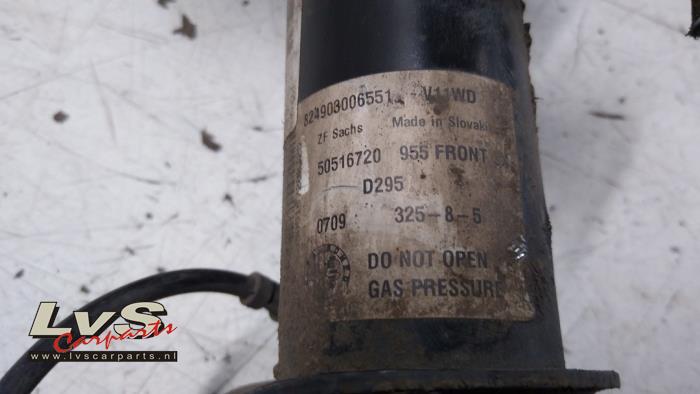 824903006551 - V11WD
ZF Sachs Made in Slovaki
50516720 955 FRONT
D295
0709 325-8-5
DO NOT OPEN
GAS PRESSURE
LvS
Carparts
www.lvscarparts.nl